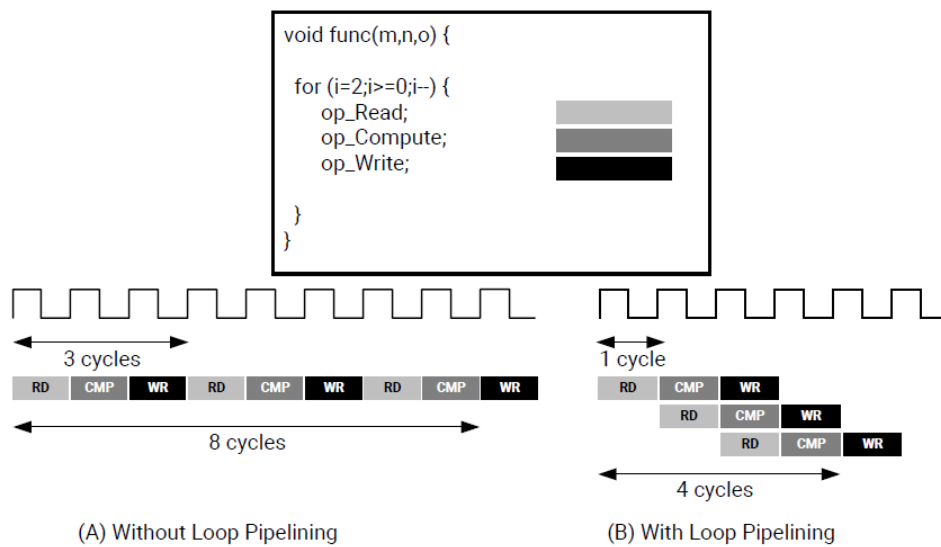 void func(m,n,o) {
for (i=2;i>=0;i--) {
op_Read;
op_Compute;
op_Write;
}
}
3 cycles
RD CMP WR RD CMP WR RD CMP WR
8 cycles
(A) Without Loop Pipelining
1 cycle
RD CMP WR
RD CMP WR
RD CMP WR
4 cycles
(B) With Loop Pipelining